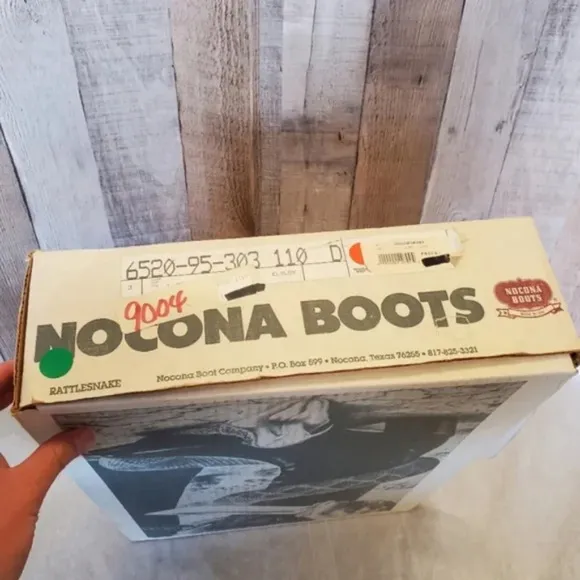 6520-95-303 110 D
9004
NOCONA BOOTS
NOCONA
BOOTS
RATTLESNAKE
Nocona Boot Company • P.O. Box 599 • Nocona, Texas 76255 • 817-825-3321